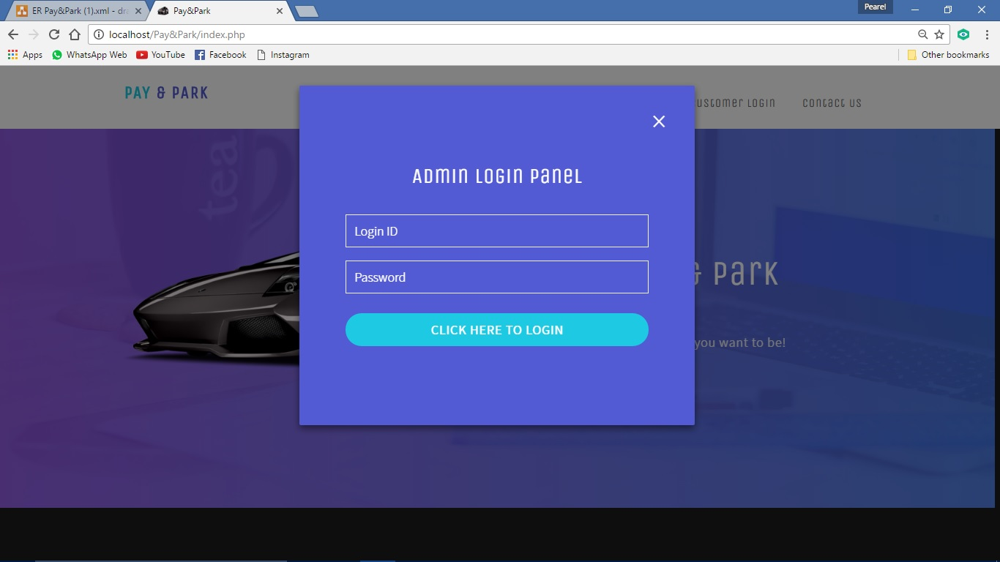 ER Pay&Park (1).xml - dra
Pay&Park
Pearel
localhost/Pay&Park/index.php
Apps WhatsApp Web YouTube Facebook Instagram Other bookmarks
PAY & PARK
ustomer Login Contact Us
tea
Admin Login Panel
Login ID
& Park
Password
CLICK HERE TO LOGIN
you want to be!